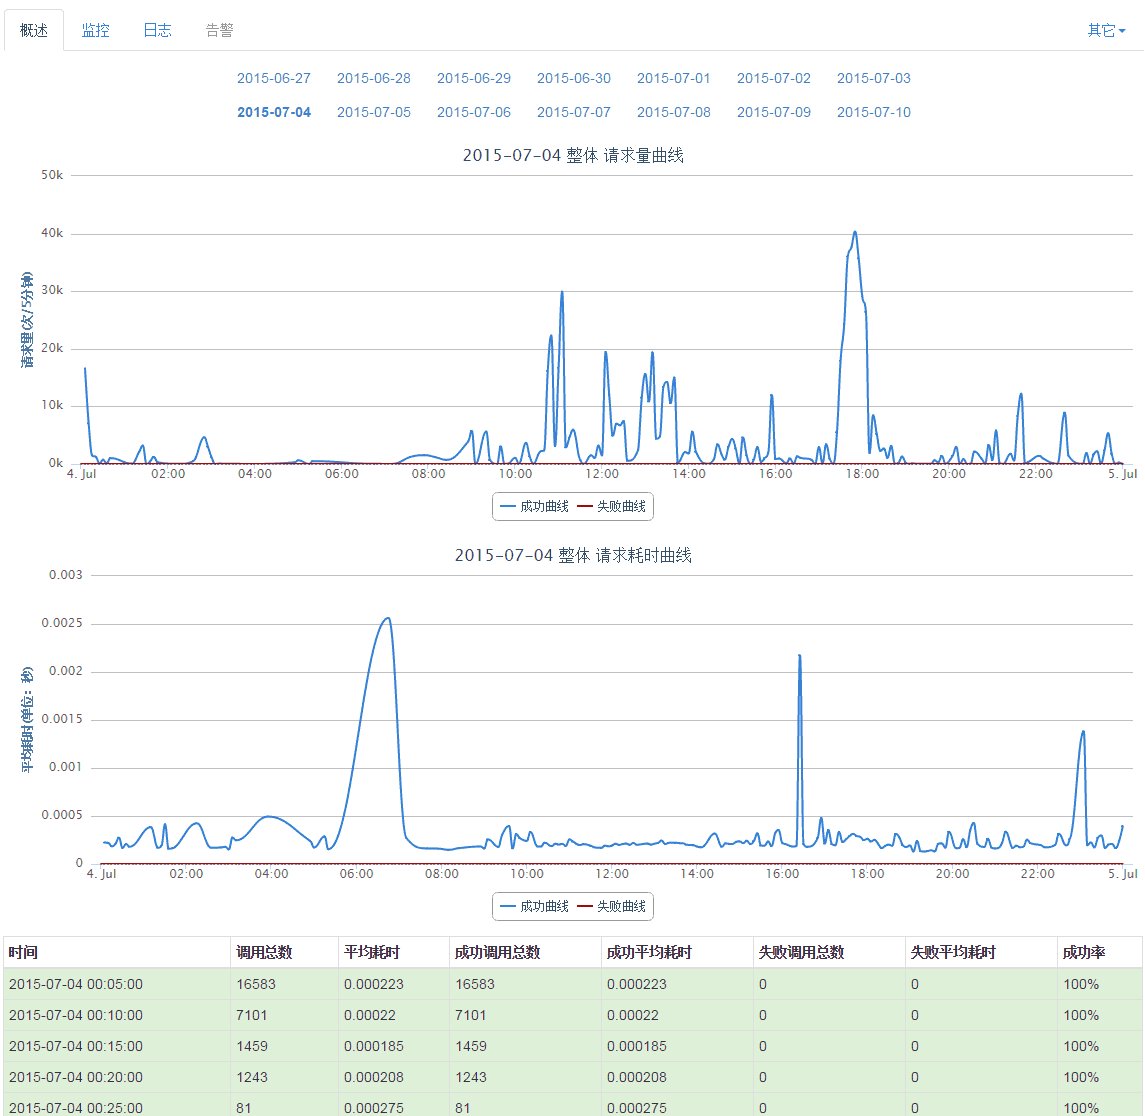 概述 监控 日志 告警 其它
2015-06-27 2015-06-28 2015-06-29 2015-06-30 2015-07-01 2015-07-02 2015-07-03
2015-07-04 2015-07-05 2015-07-06 2015-07-07 2015-07-08 2015-07-09 2015-07-10
2015-07-04 整体 请求量曲线
请求量(次/5分钟)
50k
40k
30k
20k
10k
0k
4. Jul 02:00 04:00 06:00 08:00 10:00 12:00 14:00 16:00 18:00 20:00 22:00 5. Jul
成功曲线 失败曲线
2015-07-04 整体 请求耗时曲线
平均耗时(单位：秒)
0.003
0.0025
0.002
0.0015
0.001
0.0005
0
4. Jul 02:00 04:00 06:00 08:00 10:00 12:00 14:00 16:00 18:00 20:00 22:00 5. Jul
成功曲线 失败曲线
时间 调用总数 平均耗时 成功调用总数 成功平均耗时 失败调用总数 失败平均耗时 成功率
2015-07-04 00:05:00 16583 0.000223 16583 0.000223 0 0 100%
2015-07-04 00:10:00 7101 0.00022 7101 0.00022 0 0 100%
2015-07-04 00:15:00 1459 0.000185 1459 0.000185 0 0 100%
2015-07-04 00:20:00 1243 0.000208 1243 0.000208 0 0 100%
2015-07-04 00:25:00 81 0.000275 81 0.000275 0 0 100%